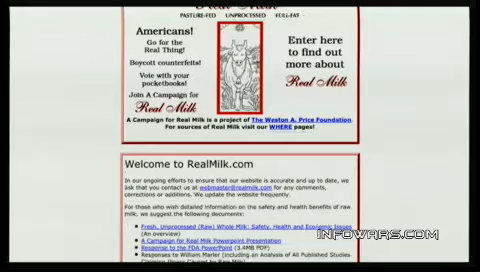 Real Milk
PASTURE-FED UNPROCESSED FULL-FAT
Americans!
Go for the
Real Thing!
Boycott counterfeits!
Vote with your
pocketbooks!
Join A Campaign for
Real Milk
Enter here
to find out
more about
Real Milk
A Campaign for Real Milk is a project of The Weston A. Price Foundation.
For sources of Real Milk visit our WHERE pages!
Welcome to RealMilk.com
In our ongoing efforts to ensure that our website is accurate and up to date, we
ask that you contact us at webmaster@realmilk.com for any comments,
corrections or additions. We update the website frequently.
For those who wish detailed information on the safety and health benefits of raw
milk, we suggest the following documents:
Fresh, Unprocessed (Raw) Whole Milk: Safety, Health and Economic Issues
(An overview)
A Campaign for Real Milk Powerpoint Presentation
Response to the FDA PowerPoint (3.4MB PDF)
Responses to William Marler (including an Analysis of All Published Studies
INFOWARS.COM